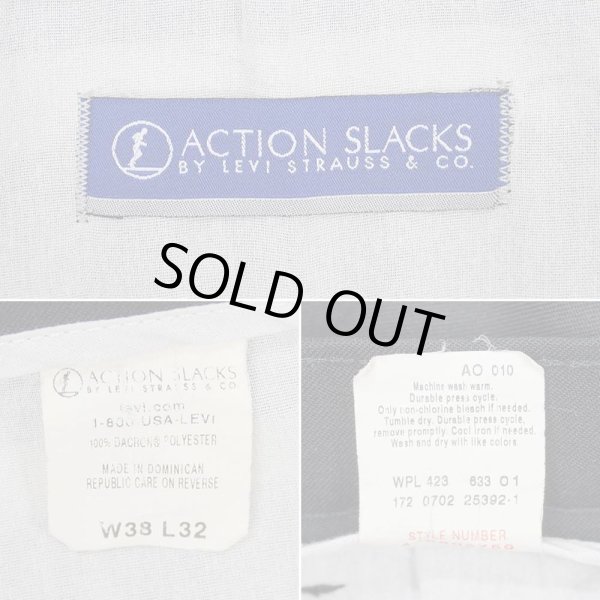 ACTION SLACKS
BY LEVI STRAUSS & CO.
SOLD OUT
ACTION SLACKS
BY LEVI STRAUSS & CO
levi.com
1-800-USA-LEVI
100% DACRON® POLYESTER
MADE IN DOMINICAN
REPUBLIC CARE ON REVERSE
W38 L32
AO 010
Machine wash warm.
Durable press cycle.
Only non-chlorine bleach if needed.
Tumble dry. Durable press cycle,
remove promptly. Cool iron if needed.
Wash and dry with like colors.
WPL 423 633 01
172 0702 25392-1
STYLE NUMBER